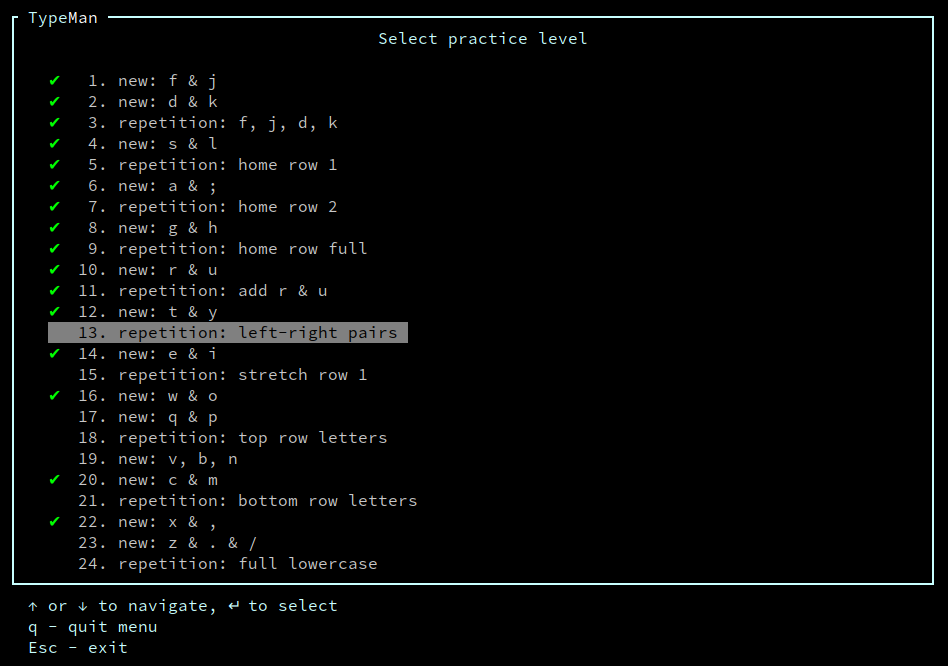 TypeMan
Select practice level
✔ 1. new: f & j
✔ 2. new: d & k
✔ 3. repetition: f, j, d, k
✔ 4. new: s & l
✔ 5. repetition: home row 1
✔ 6. new: a & ;
✔ 7. repetition: home row 2
✔ 8. new: g & h
✔ 9. repetition: home row full
✔ 10. new: r & u
✔ 11. repetition: add r & u
✔ 12. new: t & y
13. repetition: left-right pairs
✔ 14. new: e & i
15. repetition: stretch row 1
✔ 16. new: w & o
17. new: q & p
18. repetition: top row letters
19. new: v, b, n
✔ 20. new: c & m
21. repetition: bottom row letters
✔ 22. new: x & ,
23. new: z & . & /
24. repetition: full lowercase
↑ or ↓ to navigate, ↵ to select
q - quit menu
Esc - exit